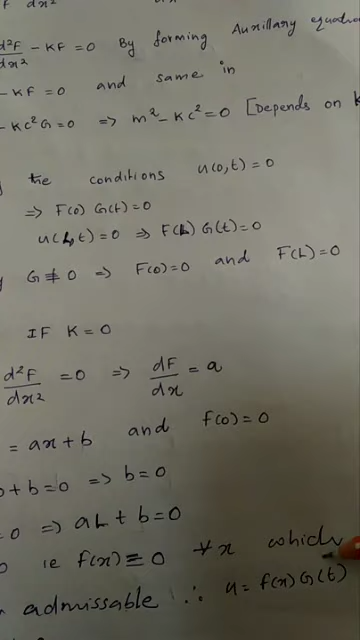 d²F/dx² - KF = 0 By forming Auxillary
- KF = 0 and same in
- KC²G = 0 => m² - KC² = 0 [Depends on K
the conditions u(0,t) = 0
=> F(0) G(t) = 0
u(L,t) = 0 => F(L) G(t) = 0
G ≢ 0 => F(0) = 0 and F(L) = 0
IF K = 0
d²F/dx² = 0 => dF/dx = a
= ax + b and f(0) = 0
+ b = 0 => b = 0
= 0 => aL + b = 0
ie f(x) ≡ 0 ∀ x which
admissable ∴ u = f(x) G(t)